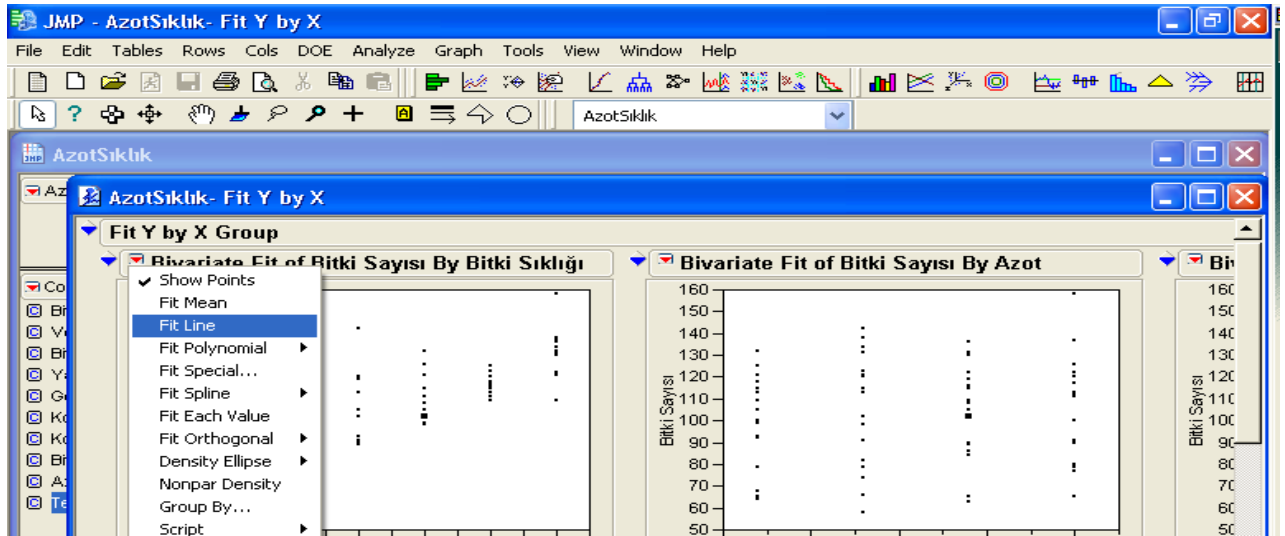 JMP - AzotSıklık- Fit Y by X
File Edit Tables Rows Cols DOE Analyze Graph Tools View Window Help
AzotSıklık
AzotSıklık
AzotSıklık- Fit Y by X
Fit Y by X Group
Bivariate Fit of Bitki Sayısı By Bitki Sıklığı
Show Points
Fit Mean
Fit Line
Fit Polynomial
Fit Special...
Fit Spline
Fit Each Value
Fit Orthogonal
Density Ellipse
Nonpar Density
Group By...
Script
Bivariate Fit of Bitki Sayısı By Azot
160
150
140
130
120
110
100
90
80
70
60
50
Bitki Sayısı
160
150
140
130
120
110
100
90
80
70
60
50
Bitki Sayısı